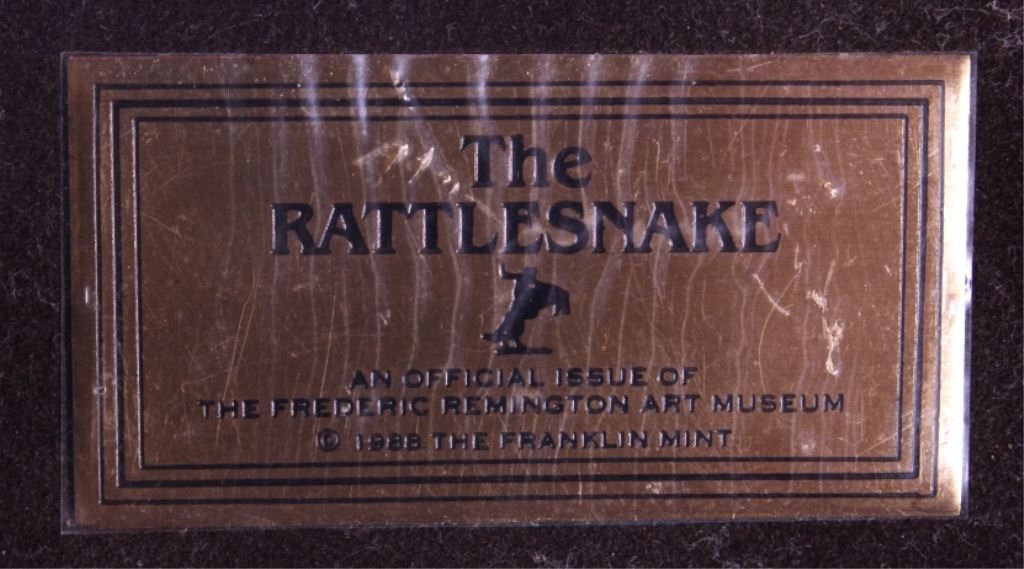 The
RATTLESNAKE
AN OFFICIAL ISSUE OF
THE FREDERIC REMINGTON ART MUSEUM
© 1988 THE FRANKLIN MINT